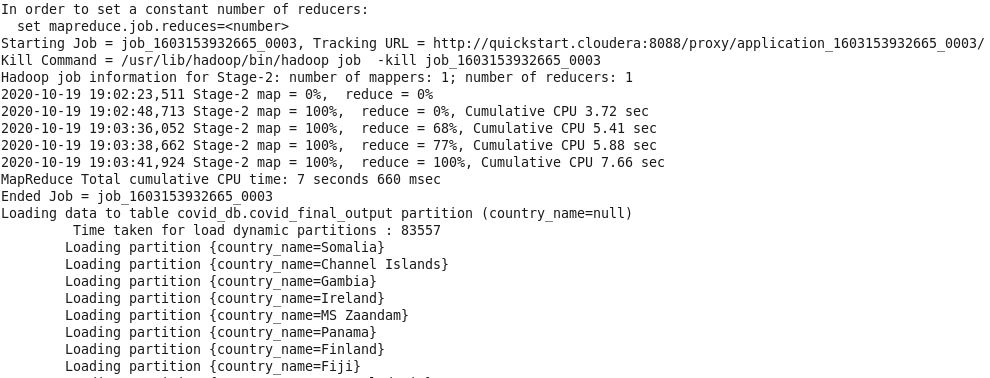 In order to set a constant number of reducers:
  set mapreduce.job.reduces=<number>
Starting Job = job_1603153932665_0003, Tracking URL = http://quickstart.cloudera:8088/proxy/application_1603153932665_0003/
Kill Command = /usr/lib/hadoop/bin/hadoop job  -kill job_1603153932665_0003
Hadoop job information for Stage-2: number of mappers: 1; number of reducers: 1
2020-10-19 19:02:23,511 Stage-2 map = 0%,  reduce = 0%
2020-10-19 19:02:48,713 Stage-2 map = 100%,  reduce = 0%, Cumulative CPU 3.72 sec
2020-10-19 19:03:36,052 Stage-2 map = 100%,  reduce = 68%, Cumulative CPU 5.41 sec
2020-10-19 19:03:38,662 Stage-2 map = 100%,  reduce = 77%, Cumulative CPU 5.88 sec
2020-10-19 19:03:41,924 Stage-2 map = 100%,  reduce = 100%, Cumulative CPU 7.66 sec
MapReduce Total cumulative CPU time: 7 seconds 660 msec
Ended Job = job_1603153932665_0003
Loading data to table covid_db.covid_final_output partition (country_name=null)
         Time taken for load dynamic partitions : 83557
        Loading partition {country_name=Somalia}
        Loading partition {country_name=Channel Islands}
        Loading partition {country_name=Gambia}
        Loading partition {country_name=Ireland}
        Loading partition {country_name=MS Zaandam}
        Loading partition {country_name=Panama}
        Loading partition {country_name=Finland}
        Loading partition {country_name=Fiji}